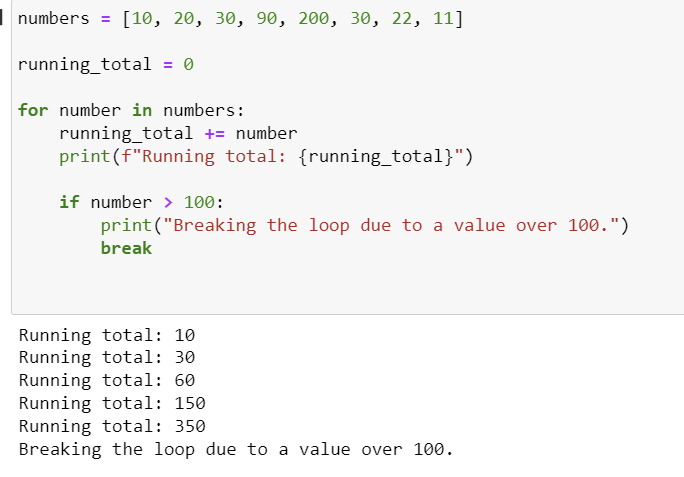 numbers = [10, 20, 30, 90, 200, 30, 22, 11]
running_total = 0
for number in numbers:
    running_total += number
    print(f"Running total: {running_total}")
    if number > 100:
        print("Breaking the loop due to a value over 100.")
        break
Running total: 10
Running total: 30
Running total: 60
Running total: 150
Running total: 350
Breaking the loop due to a value over 100.